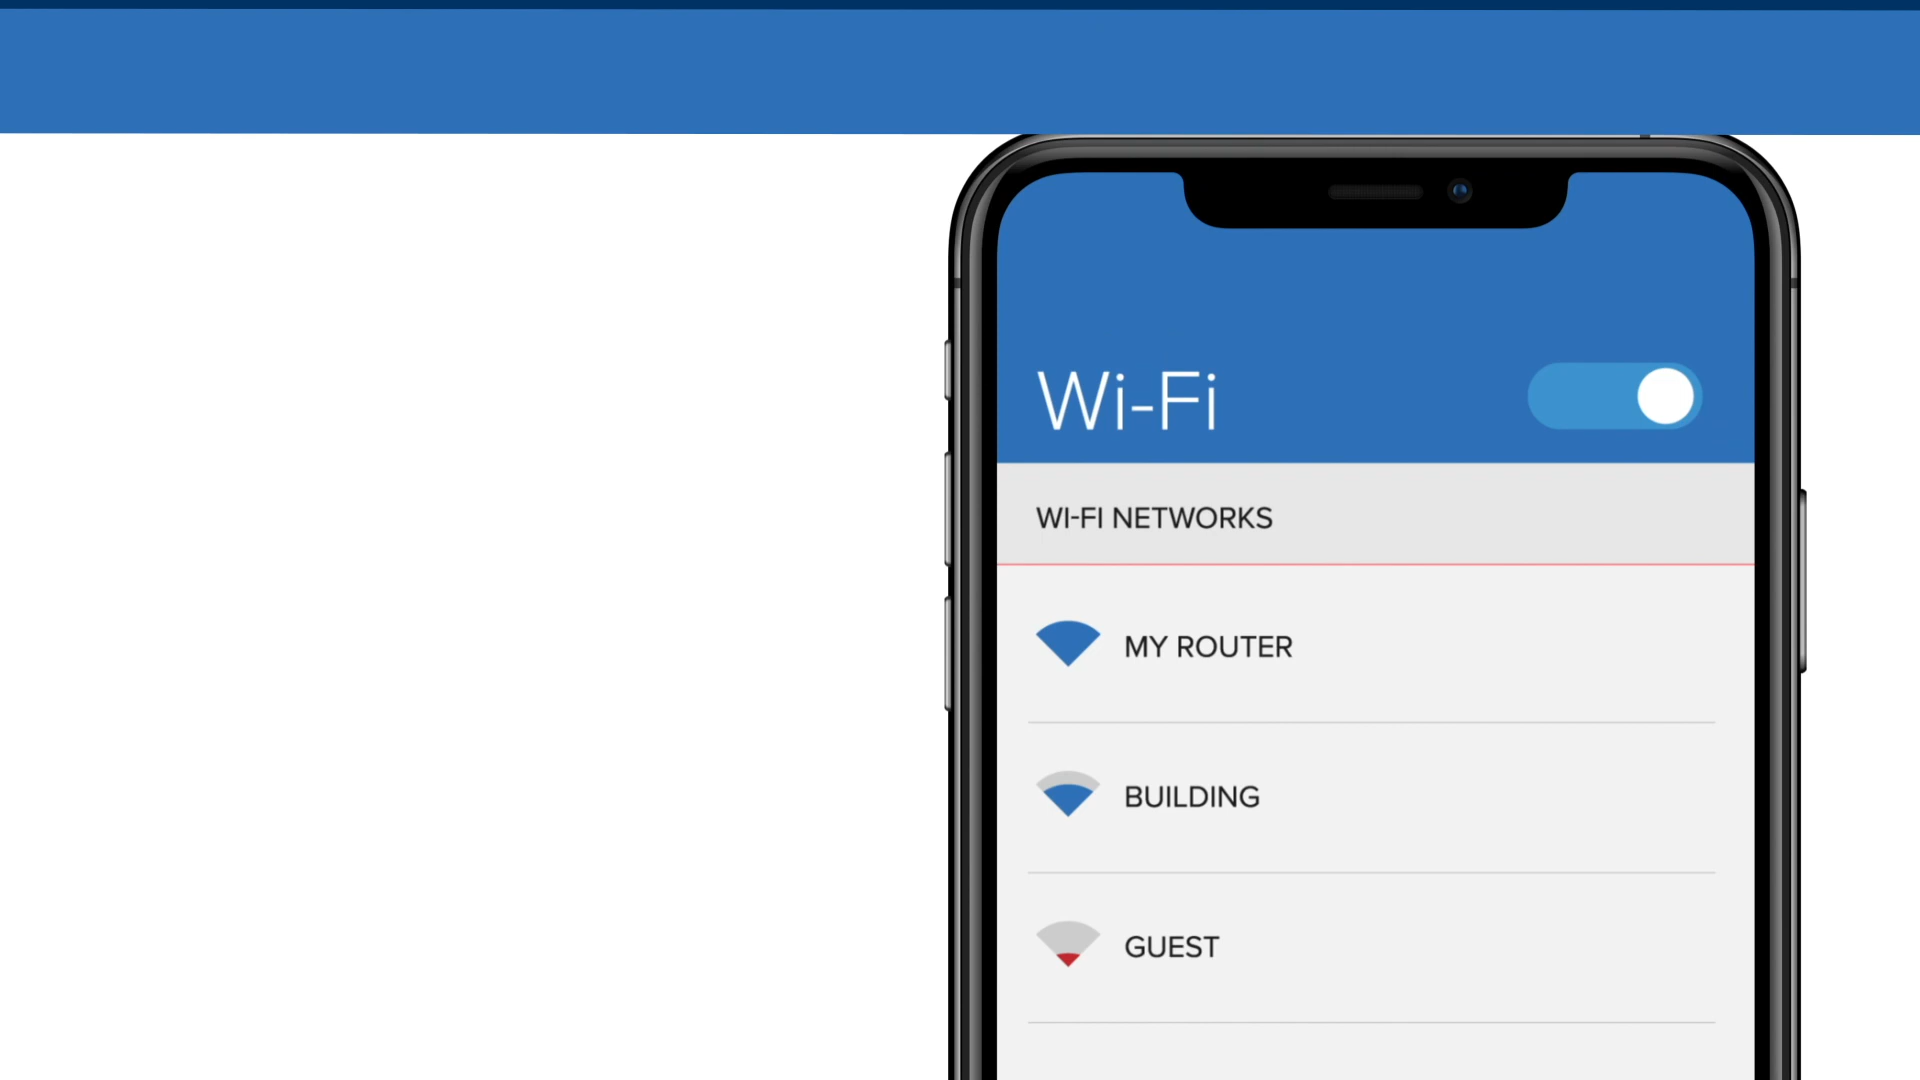 Wi-Fi
WI-FI NETWORKS
MY ROUTER
BUILDING
GUEST